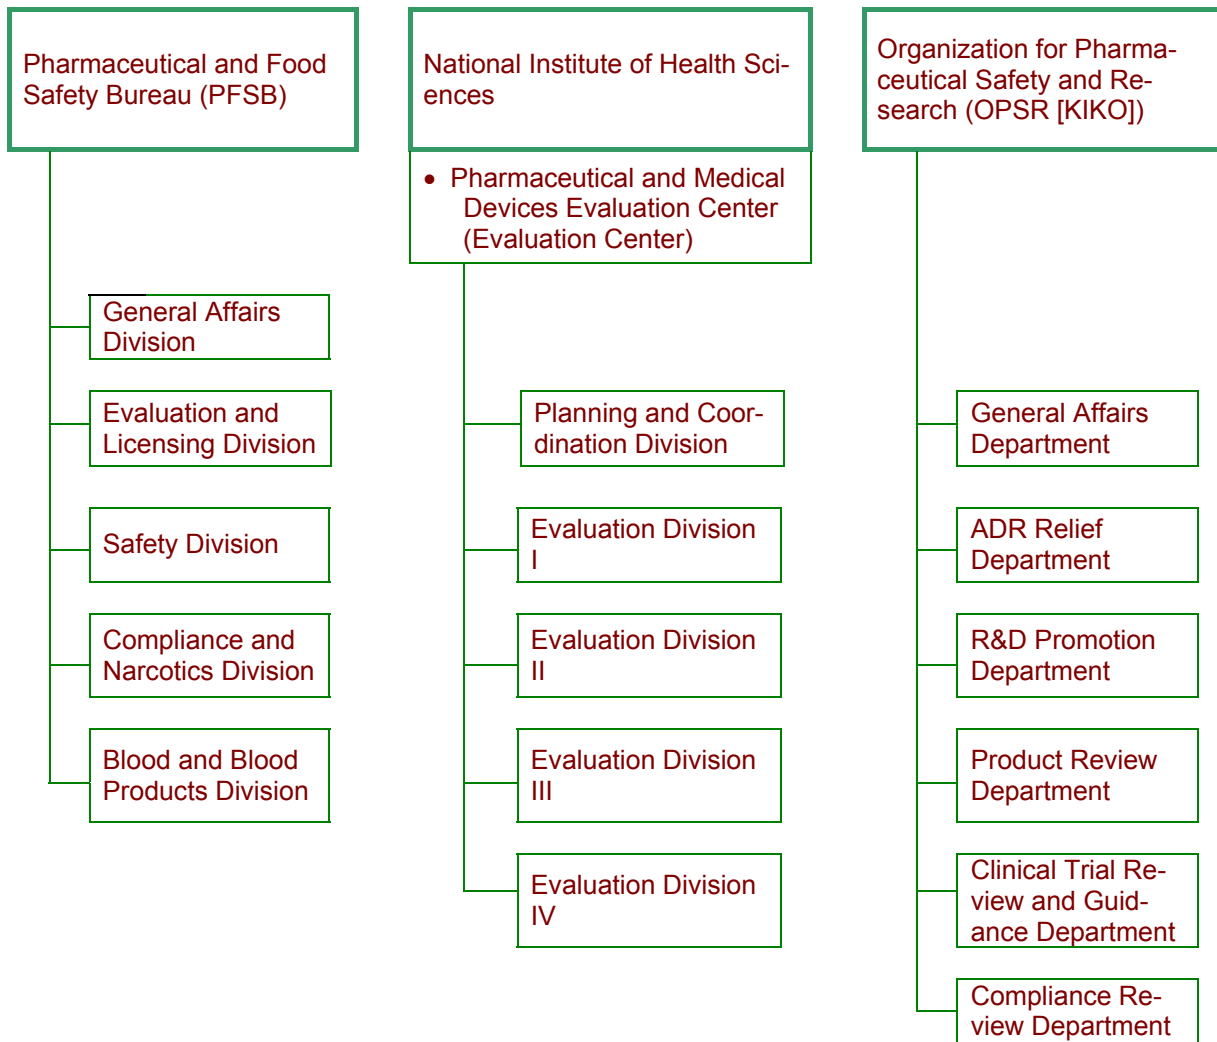 Pharmaceutical and Food
Safety Bureau (PFSB)
General Affairs
Division
Evaluation and
Licensing Division
Safety Division
Compliance and
Narcotics Division
Blood and Blood
Products Division
National Institute of Health Sci-
ences
• Pharmaceutical and Medical
Devices Evaluation Center
(Evaluation Center)
Planning and Coor-
dination Division
Evaluation Division
I
Evaluation Division
II
Evaluation Division
III
Evaluation Division
IV
Organization for Pharma-
ceutical Safety and Re-
search (OPSR [KIKO])
General Affairs
Department
ADR Relief
Department
R&D Promotion
Department
Product Review
Department
Clinical Trial Re-
view and Guid-
ance Department
Compliance Re-
view Department